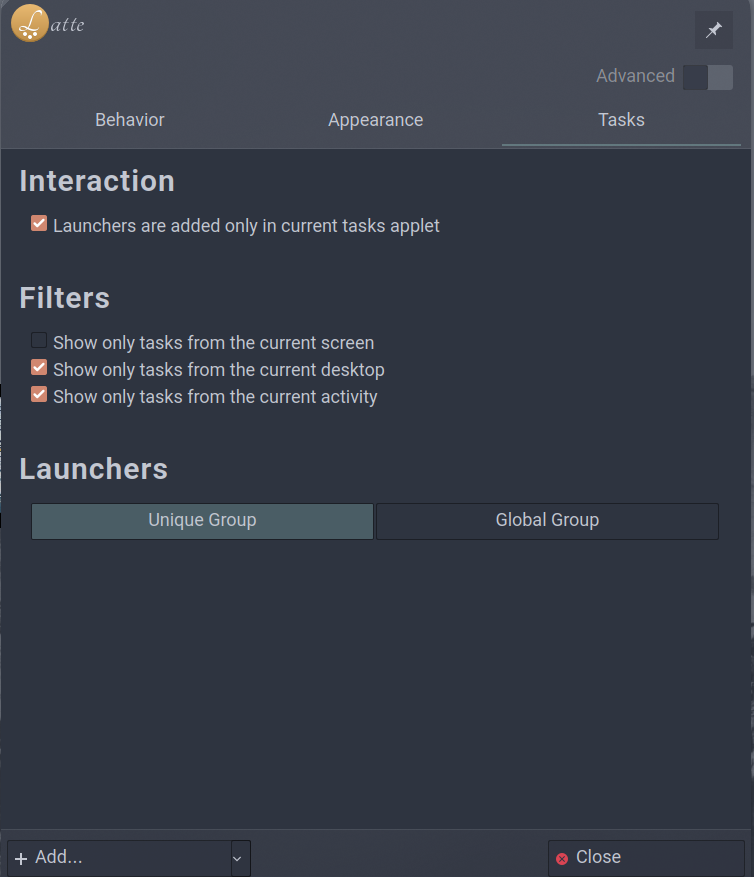 Latte
Advanced
Behavior Appearance Tasks
Interaction
Launchers are added only in current tasks applet
Filters
Show only tasks from the current screen
Show only tasks from the current desktop
Show only tasks from the current activity
Launchers
Unique Group Global Group
Add... Close